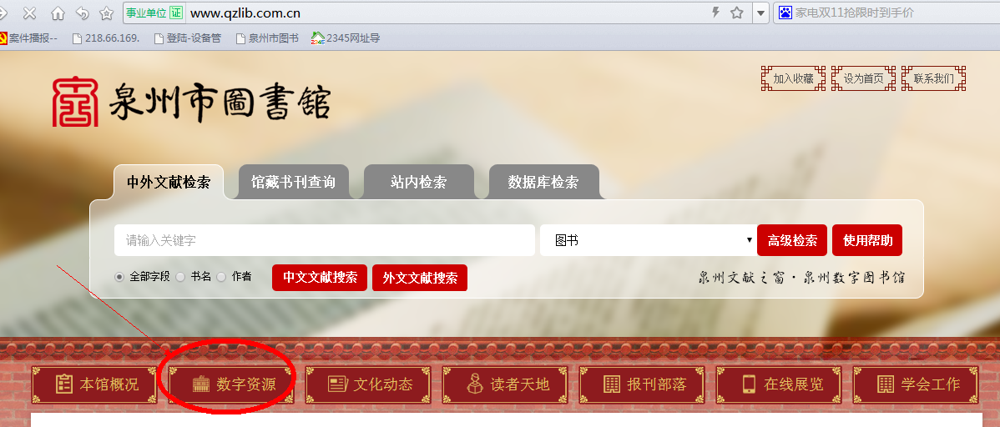 事业单位 证 www.qzlib.com.cn
家电双11抢限时到手价
案件播报--
218.66.169.
登陆-设备管
泉州市图书
2345网址导
加入收藏
设为首页
联系我们
泉州市圖書館
中外文献检索
馆藏书刊查询
站内检索
数据库检索
请输入关键字
图书
高级检索
使用帮助
全部字段
书名
作者
中文文献搜索
外文文献搜索
泉州文献之窗·泉州数字图书馆
本馆概况
数字资源
文化动态
读者天地
报刊部落
在线展览
学会工作